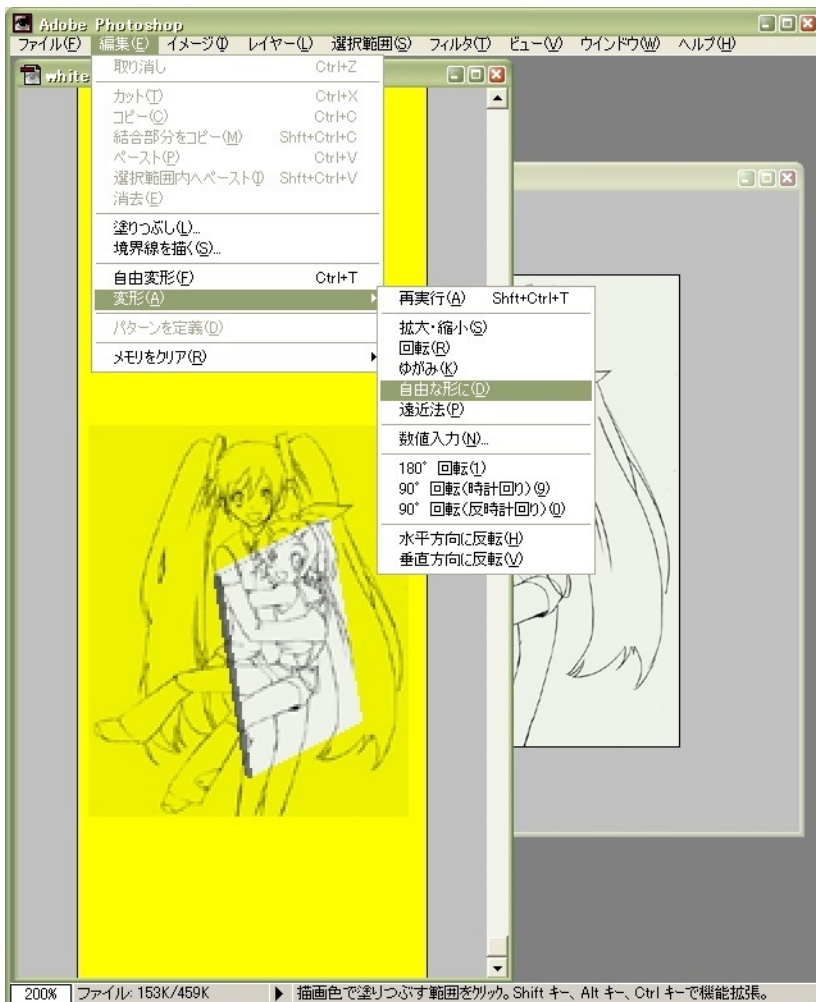 Adobe Photoshop
ファイル(F) 編集(E) イメージ(I) レイヤー(L) 選択範囲(S) フィルタ(T) ビュー(V) ウインドウ(W) ヘルプ(H)
white
取り消し Ctrl+Z
カット(T) Ctrl+X
コピー(C) Ctrl+C
結合部分をコピー(M) Shft+Ctrl+C
ペースト(P) Ctrl+V
選択範囲内へペースト(I) Shft+Ctrl+V
消去(E)
塗りつぶし(L)...
境界線を描く(S)...
自由変形(F) Ctrl+T
変形(A)
パターンを定義(D)
メモリをクリア(R)
再実行(A) Shft+Ctrl+T
拡大・縮小(S)
回転(R)
ゆがみ(K)
自由な形に(D)
遠近法(P)
数値入力(N)...
180° 回転(1)
90° 回転(時計回り)(9)
90° 回転(反時計回り)(0)
水平方向に反転(H)
垂直方向に反転(V)
200% ファイル: 153K/459K 描画色で塗りつぶす範囲をクリック。Shift キー、Alt キー、Ctrl キーで機能拡張。